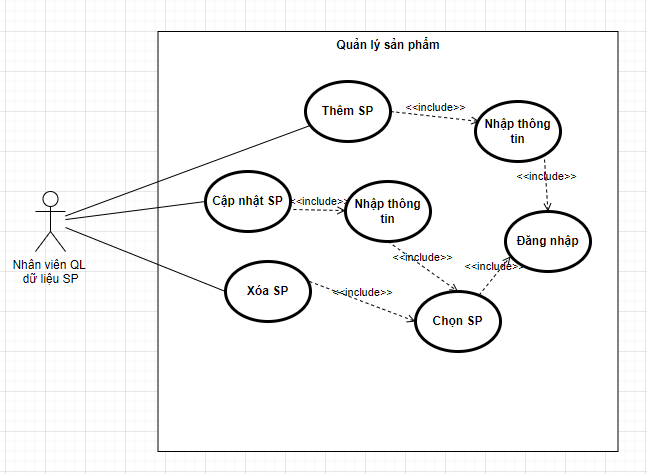 Quản lý sản phẩm
Thêm SP
<<include>>
Nhập thông
tin
<<include>>
Cập nhật SP
<<include>>
Nhập thông
tin
Đăng nhập
<<include>>
<<include>>
Nhân viên QL
dữ liệu SP
Xóa SP
<<include>>
Chọn SP